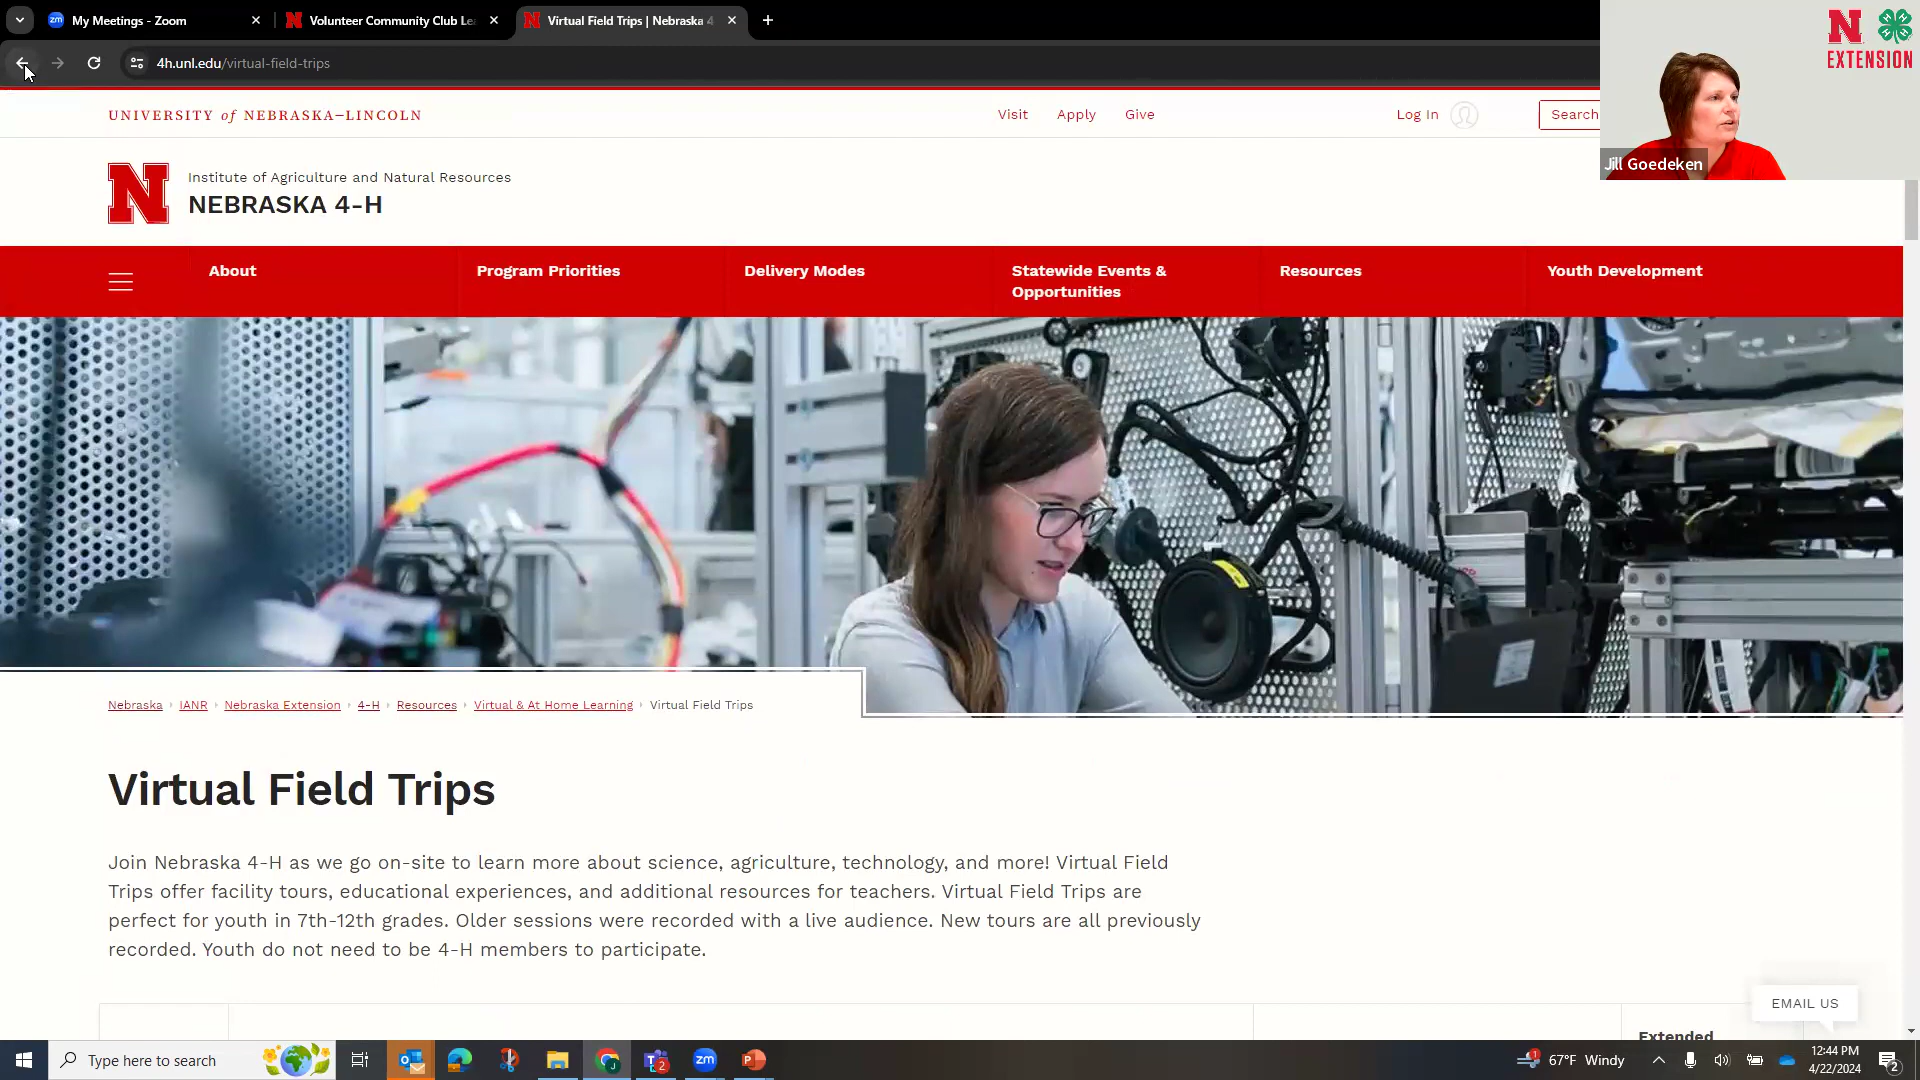 My Meetings - Zoom
Volunteer Community Club Le
Virtual Field Trips | Nebraska 4
4h.unl.edu/virtual-field-trips
N
EXTENSION
Jill Goedeken
UNIVERSITY of NEBRASKA–LINCOLN
Visit
Apply
Give
Log In
Search
Institute of Agriculture and Natural Resources
NEBRASKA 4-H
About
Program Priorities
Delivery Modes
Statewide Events &
Opportunities
Resources
Youth Development
Nebraska › IANR › Nebraska Extension › 4-H › Resources › Virtual & At Home Learning › Virtual Field Trips
Virtual Field Trips
Join Nebraska 4-H as we go on-site to learn more about science, agriculture, technology, and more! Virtual Field
Trips offer facility tours, educational experiences, and additional resources for teachers. Virtual Field Trips are
perfect for youth in 7th-12th grades. Older sessions were recorded with a live audience. New tours are all previously
recorded. Youth do not need to be 4-H members to participate.
EMAIL US
Extended
Type here to search
67°F Windy
12:44 PM
4/22/2024